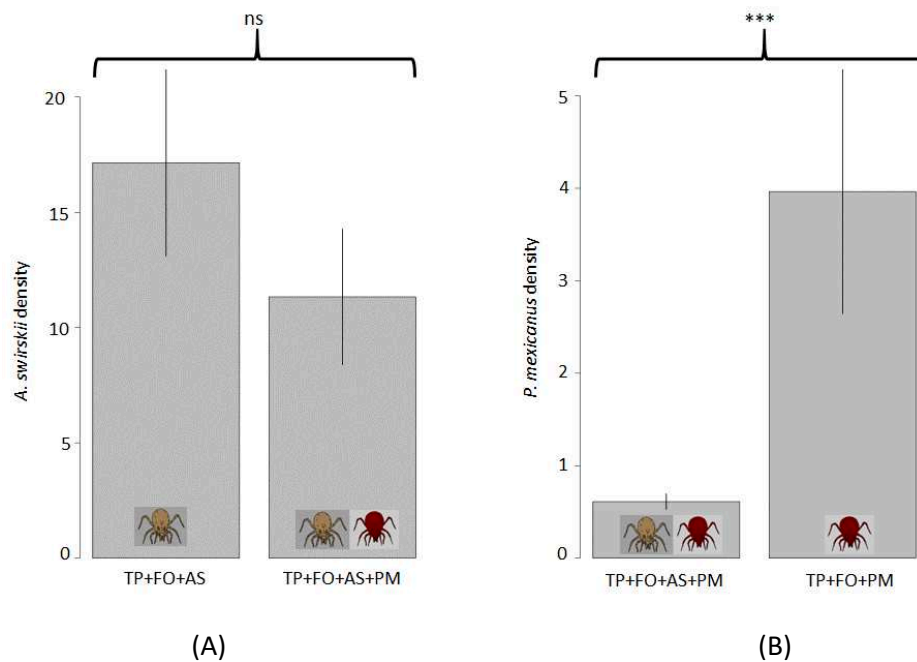 ns
20
15
10
5
0
A. swirskii density
TP+FO+AS
TP+FO+AS+PM
(A)
***
5
4
3
2
1
0
P. mexicanus density
TP+FO+AS+PM
TP+FO+PM
(B)